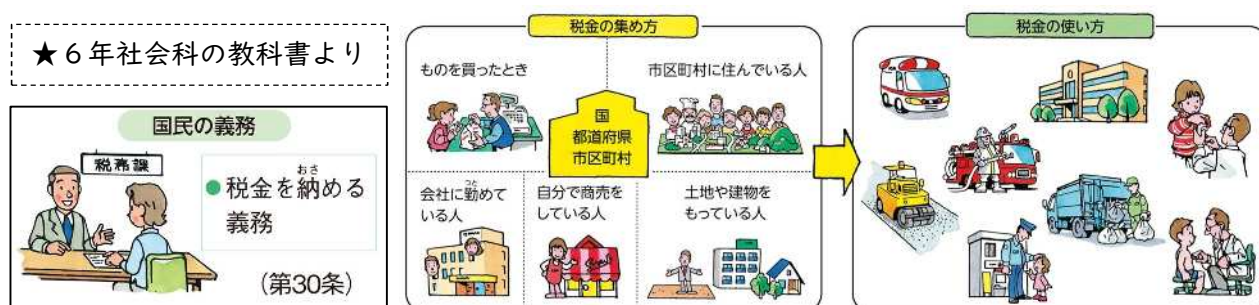 ★６年社会科の教科書より
国民の義務
税務課
● 税金を納める
おさ
義務
(第30条)
税金の集め方
ものを買ったとき
市区町村に住んでいる人
国
都道府県
市区町村
会社に勤めて
つと
いる人
自分で商売を
している人
土地や建物を
もっている人
税金の使い方